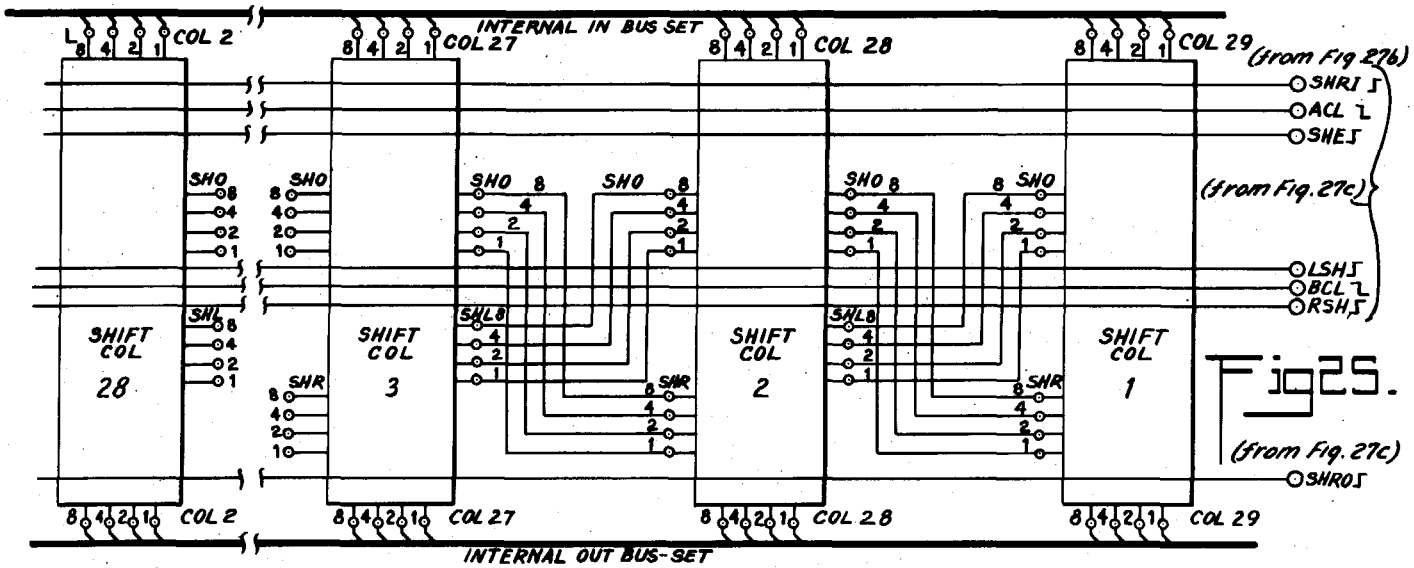 INTERNAL IN BUS SET
L 8 4 2 1 COL 2
8 4 2 1 COL 27
8 4 2 1 COL 28
8 4 2 1 COL 29
(from Fig. 27b)
SHRI
ACL
SHE
(from Fig. 27c)
SHO
8
4
2
1
SHO
8
4
2
1
SHO 8
4
2
1
SHO
8
4
2
1
SHO 8
4
2
1
8 SHO
4
2
1
LSH
BCL
RSH
SHL
8
4
2
1
SHL 8
4
2
1
SHL 8
4
2
1
SHIFT
COL
28
SHIFT
COL
3
SHIFT
COL
2
SHIFT
COL
1
SHR
8
4
2
1
SHR
8
4
2
1
SHR
8
4
2
1
Fig 25.
(from Fig. 27c)
SHRO
8 4 2 1 COL 2
8 4 2 1 COL 27
8 4 2 1 COL 28
8 4 2 1 COL 29
INTERNAL OUT BUS-SET